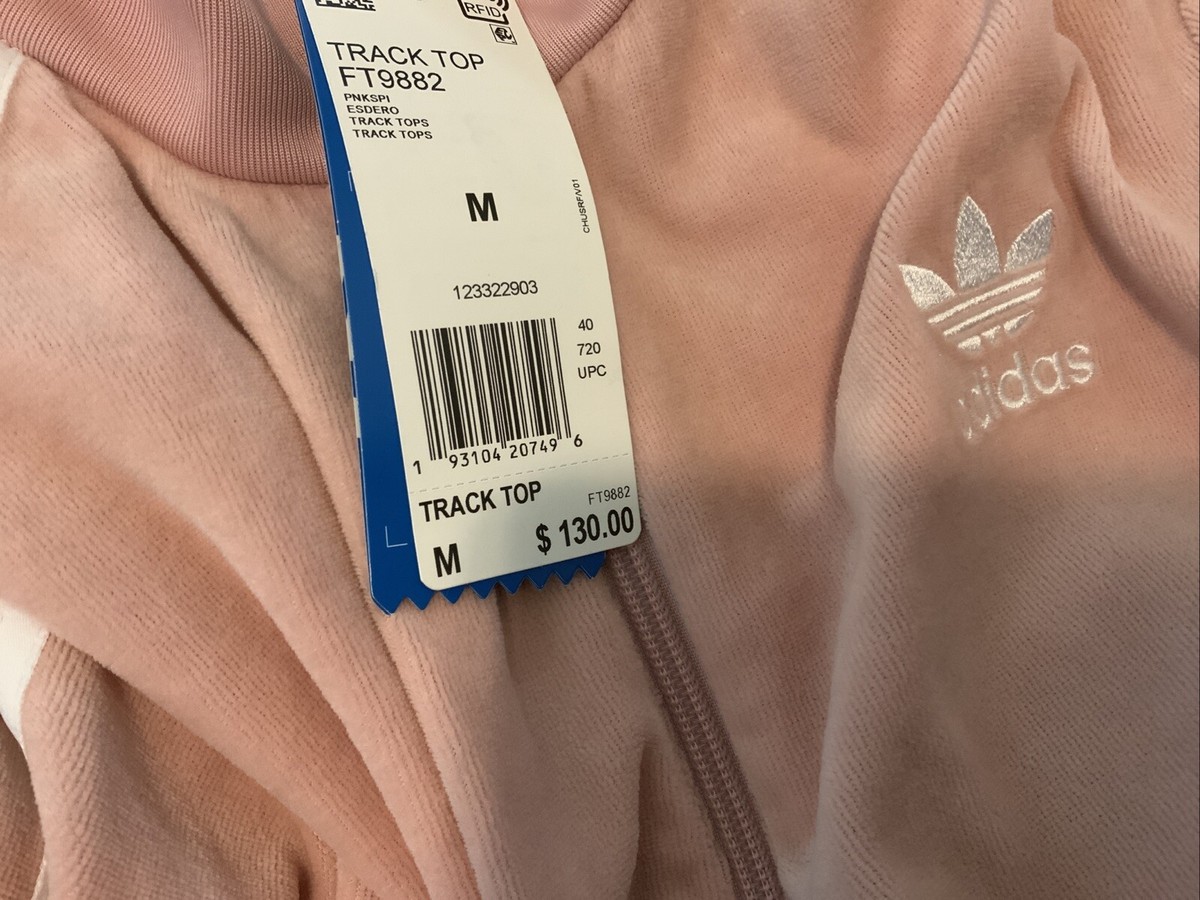 RFID
TRACK TOP
FT9882
PNKSPI
ESDERO
TRACK TOPS
TRACK TOPS
M
CHUSRF/V01
123322903
40
720
UPC
1 93104 20749 6
TRACK TOP FT9882
M $ 130.00
adidas